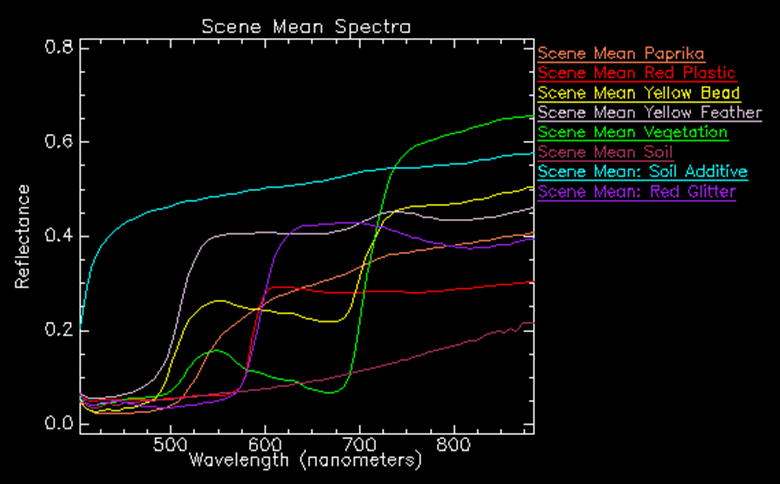 Scene Mean Spectra
0.8
0.6
0.4
0.2
0.0
Reflectance
500
600
700
800
Wavelength (nanometers)
Scene Mean Paprika
Scene Mean Red Plastic
Scene Mean Yellow Bead
Scene Mean Yellow Feather
Scene Mean Vegetation
Scene Mean Soil
Scene Mean: Soil Additive
Scene Mean: Red Glitter